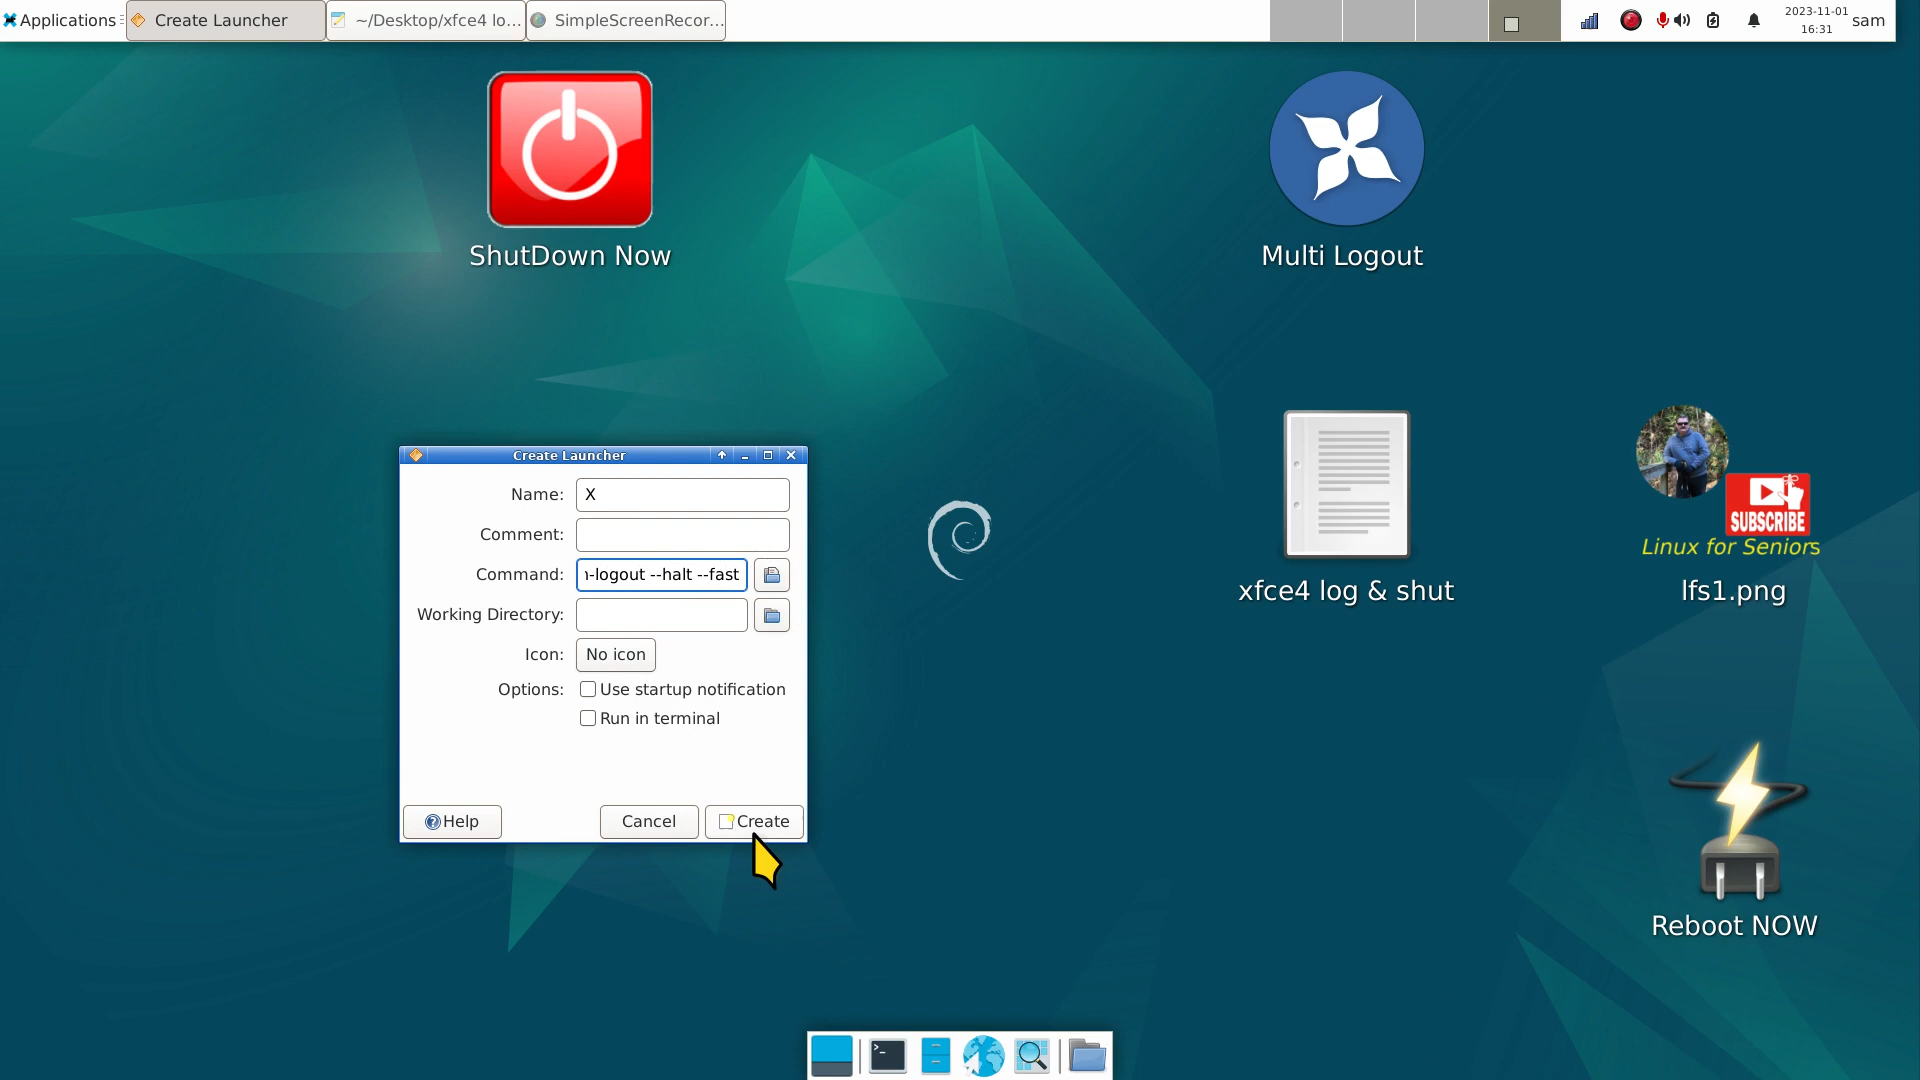 Applications
Create Launcher
~/Desktop/xfce4 lo...
SimpleScreenRecor...
2023-11-01
16:31
sam
ShutDown Now
Multi Logout
Create Launcher
Name:
X
Comment:
Command:
-logout --halt --fast
Working Directory:
Icon:
No icon
Options:
Use startup notification
Run in terminal
Help
Cancel
Create
SUBSCRIBE
Linux for Seniors
xfce4 log & shut
lfs1.png
Reboot NOW